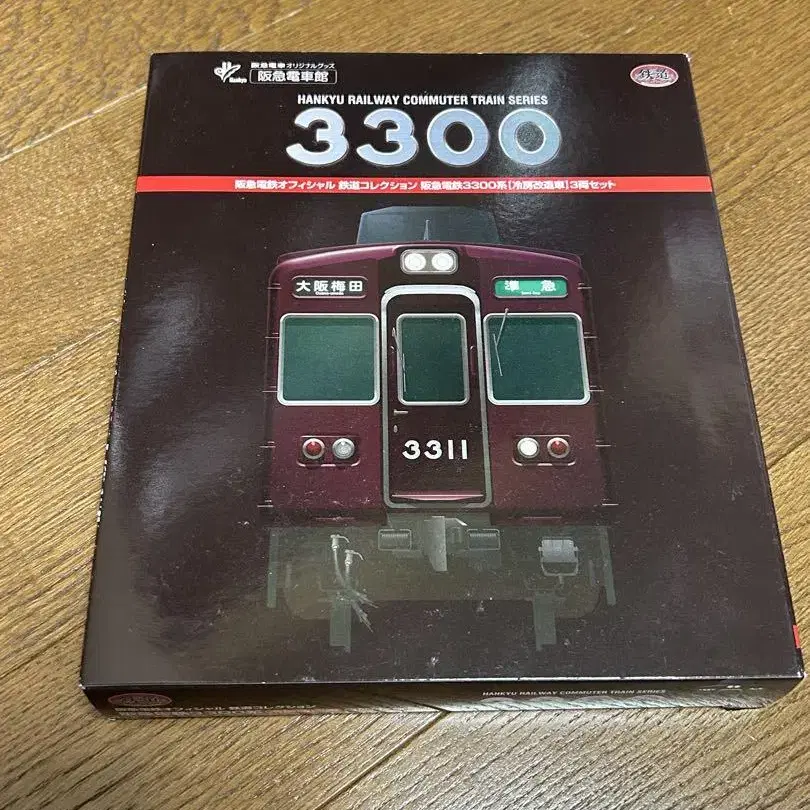 Hankyu
阪急電車オリジナルグッズ
阪急電車館
鉄道
HANKYU RAILWAY COMMUTER TRAIN SERIES
3300
阪急電鉄オフィシャル 鉄道コレクション 阪急電鉄3300系[冷房改造車]3両セット
大阪梅田
準急
3311
HANKYU RAILWAY COMMUTER TRAIN SERIES